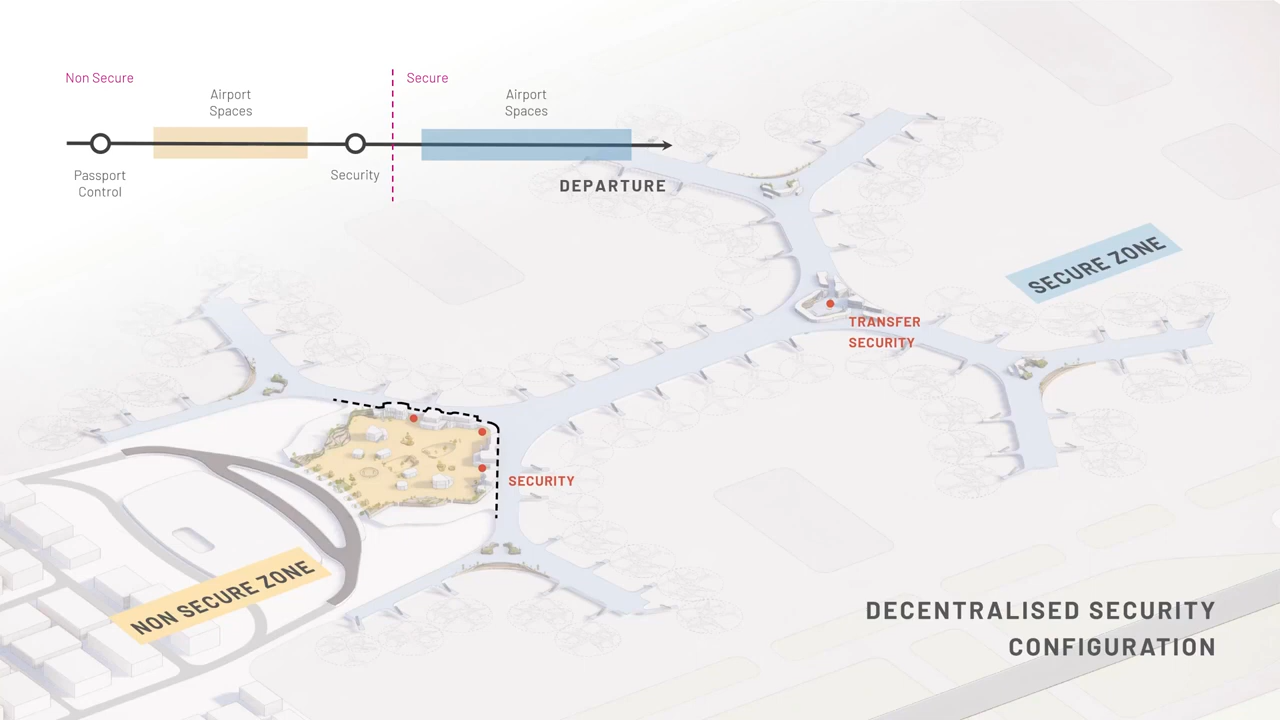 Non Secure
Secure
Airport
Spaces
Airport
Spaces
Passport
Control
Security
DEPARTURE
SECURE ZONE
TRANSFER
SECURITY
SECURITY
NON SECURE ZONE
DECENTRALISED SECURITY
CONFIGURATION